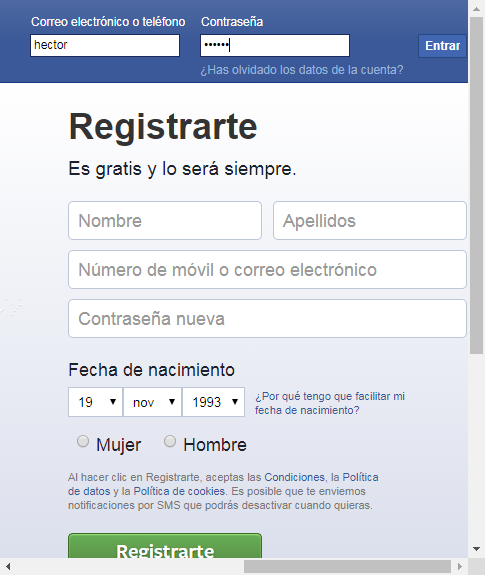 Correo electrónico o teléfono Contraseña
hector •••••• Entrar
¿Has olvidado los datos de la cuenta?
Registrarte
Es gratis y lo será siempre.
Nombre Apellidos
Número de móvil o correo electrónico
Contraseña nueva
Fecha de nacimiento
19 nov 1993 ¿Por qué tengo que facilitar mi
fecha de nacimiento?
Mujer Hombre
Al hacer clic en Registrarte, aceptas las Condiciones, la Política
de datos y la Política de cookies. Es posible que te enviemos
notificaciones por SMS que podrás desactivar cuando quieras.
Registrarte